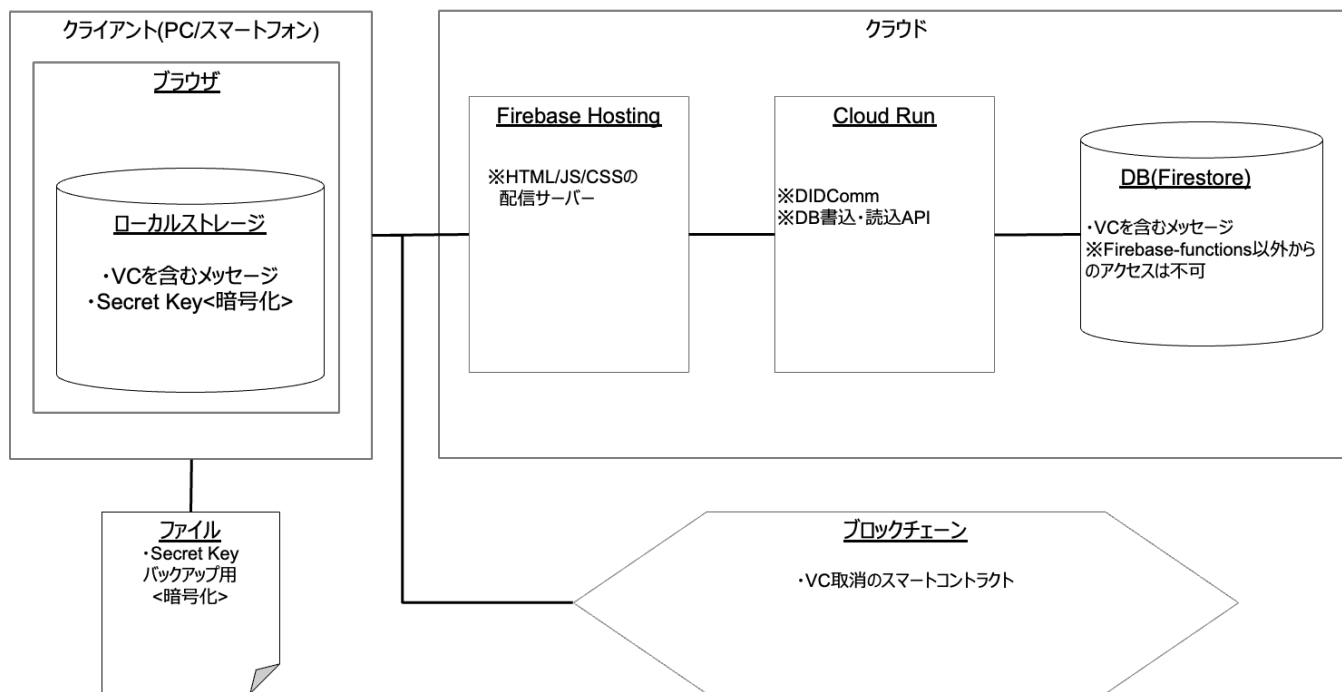 クライアント(PC/スマートフォン)
ブラウザ
ローカルストレージ
・VCを含むメッセージ
・Secret Key<暗号化>
ファイル
・Secret Key
バックアップ用
<暗号化>
クラウド
Firebase Hosting
※HTML/JS/CSSの
配信サーバー
Cloud Run
※DIDComm
※DB書込・読込API
DB(Firestore)
・VCを含むメッセージ
※Firebase-functions以外から
のアクセスは不可
ブロックチェーン
・VC取消のスマートコントラクト